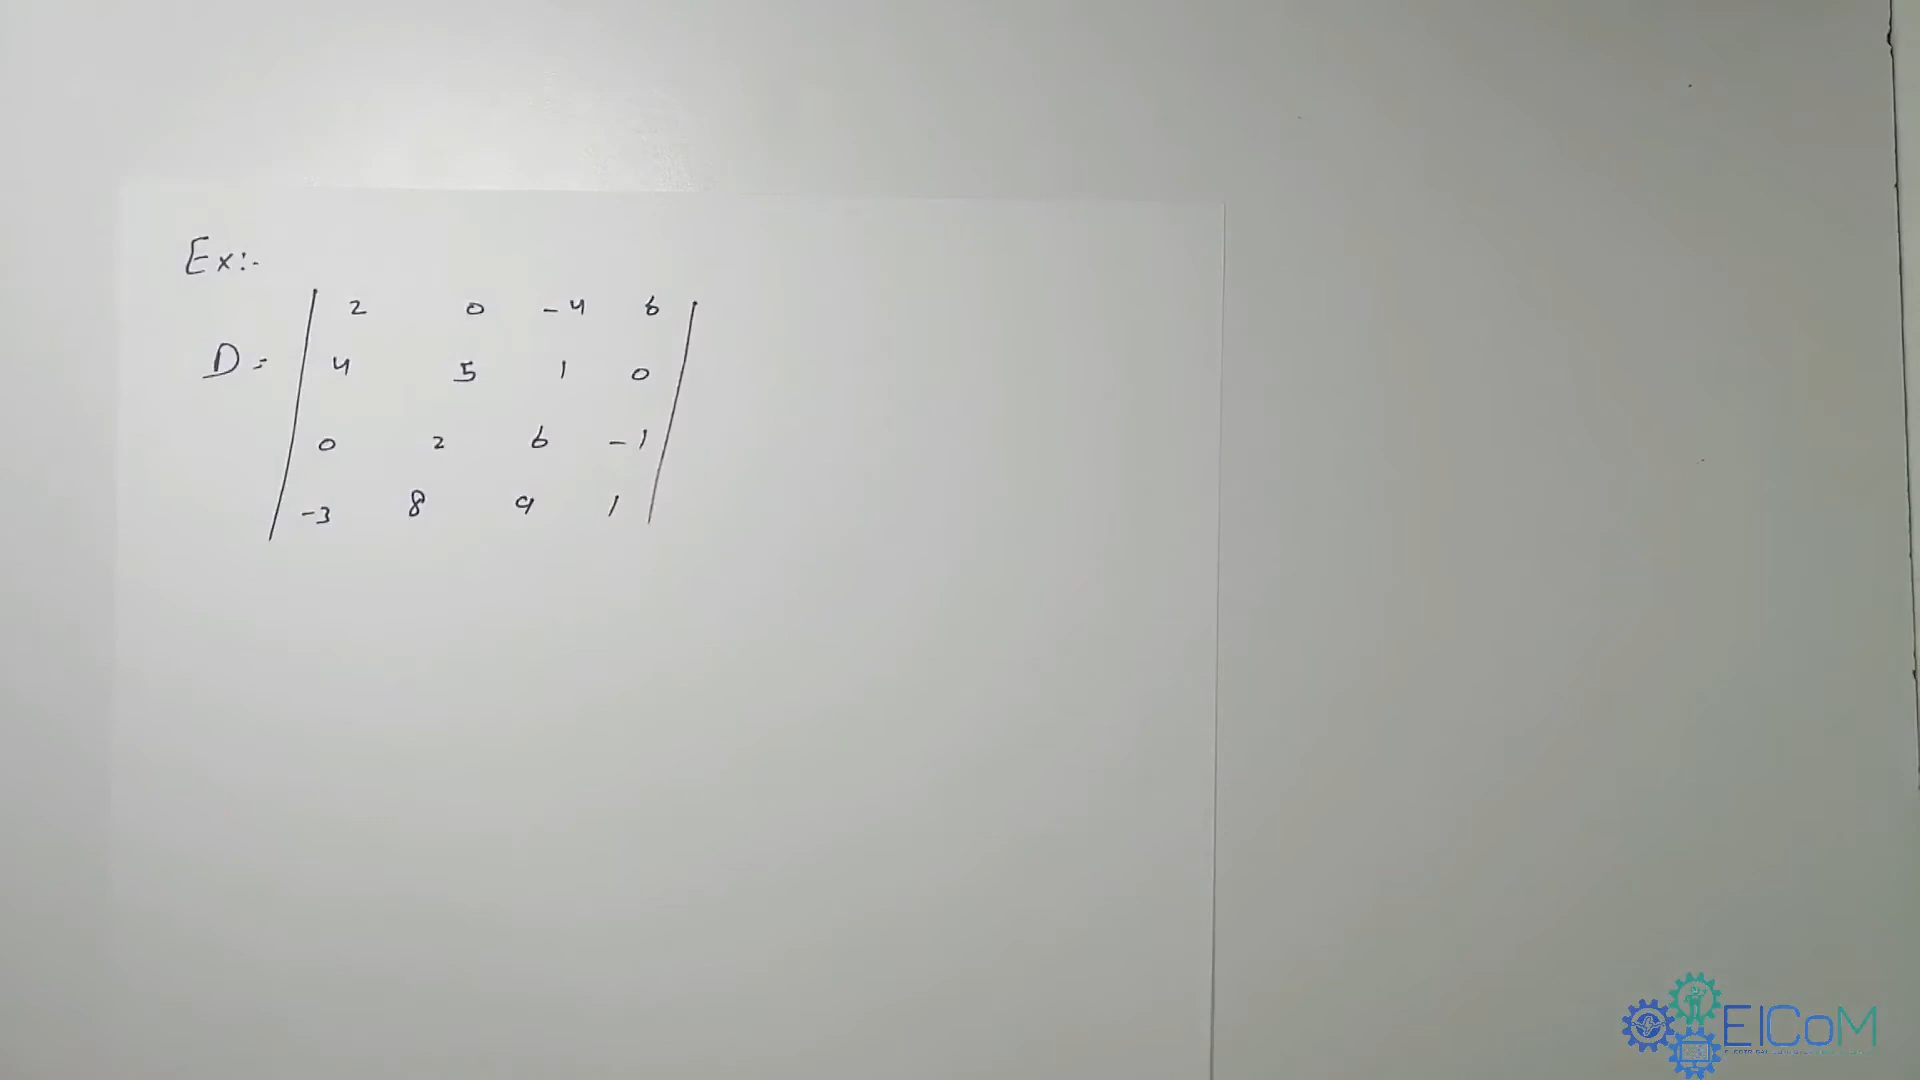 Ex:-
D = | 2 0 -4 6 |
| 4 5 1 0 |
| 0 2 6 -1 |
| -3 8 9 1 |
EICoM